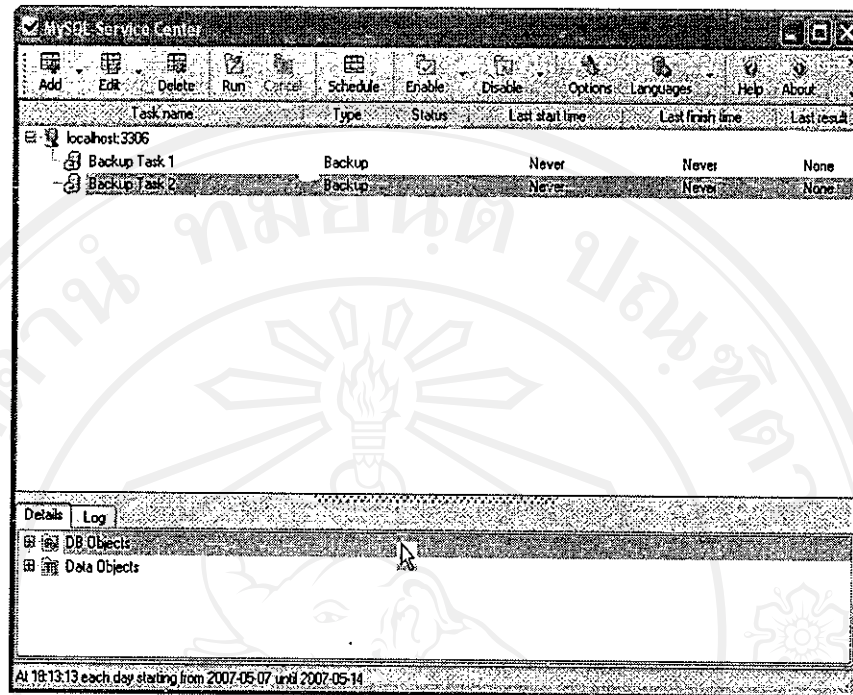 MySQL Service Center
Add Edit Delete Run Cancel Schedule Enable Disable Options Languages Help About
Task name Type Status Last start time Last finish time Last result
localhost:3306
Backup Task 1 Backup Never Never None
Backup Task 2 Backup Never Never None
Details Log
DB Objects
Data Objects
At 18:13:13 each day starting from 2007-05-07 until 2007-05-14